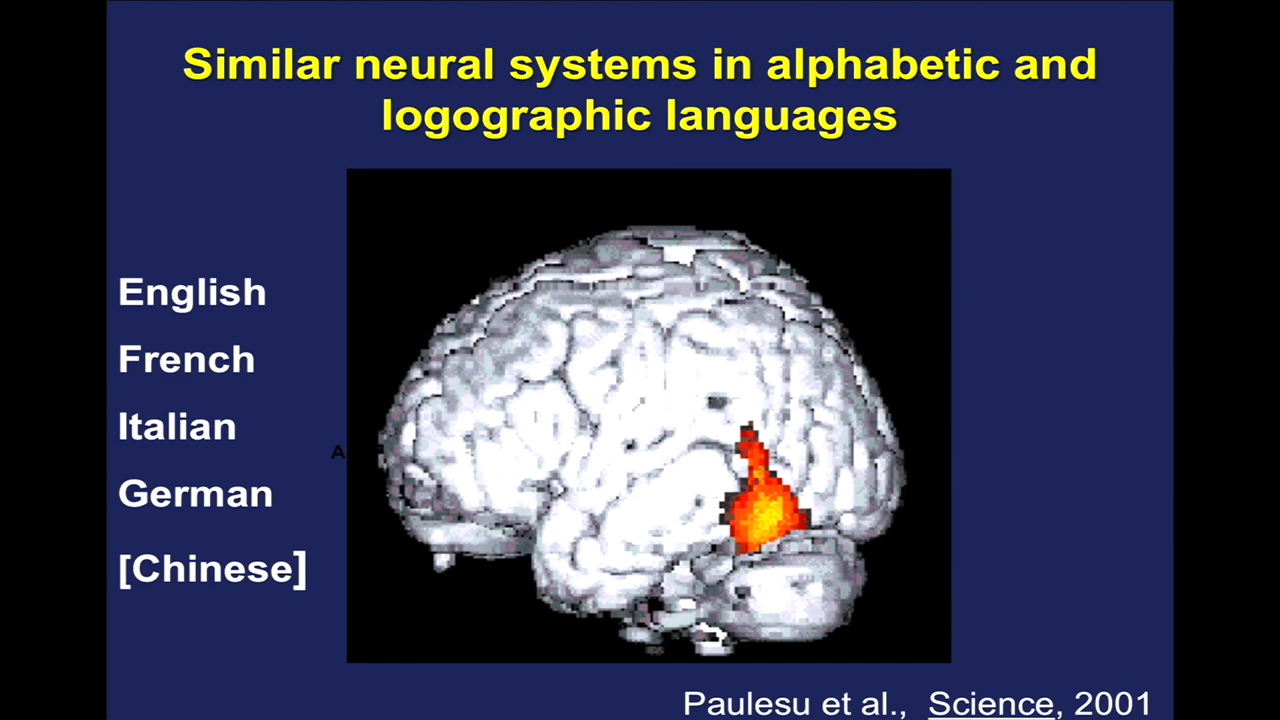 Similar neural systems in alphabetic and
logographic languages
English
French
Italian
German
[Chinese]
A
Paulesu et al., Science, 2001